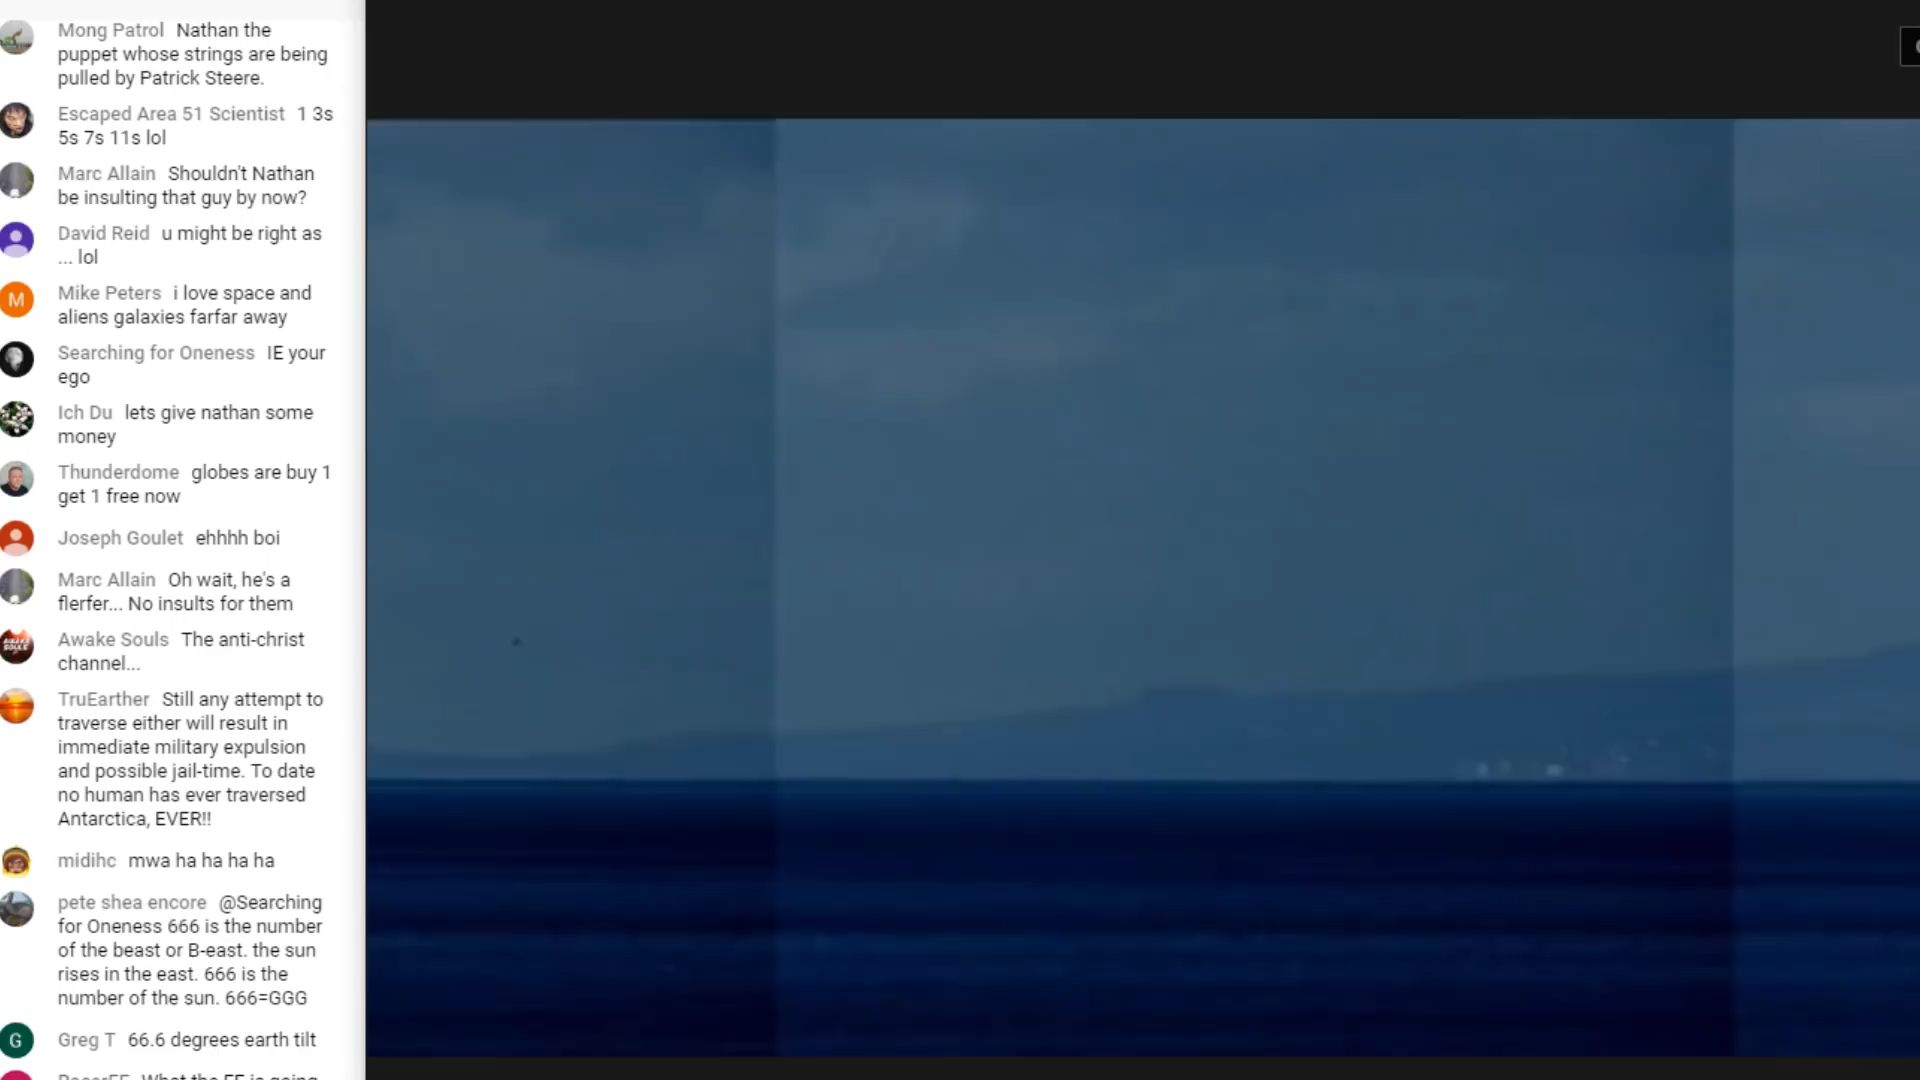 Mong Patrol Nathan the
puppet whose strings are being
pulled by Patrick Steere.
Escaped Area 51 Scientist 1 3s
5s 7s 11s lol
Marc Allain Shouldn't Nathan
be insulting that guy by now?
David Reid u might be right as
... lol
M
Mike Peters i love space and
aliens galaxies farfar away
Searching for Oneness IE your
ego
Ich Du lets give nathan some
money
Thunderdome globes are buy 1
get 1 free now
Joseph Goulet ehhhh boi
Marc Allain Oh wait, he's a
flerfer... No insults for them
Awake Souls The anti-christ
channel...
TruEarther Still any attempt to
traverse either will result in
immediate military expulsion
and possible jail-time. To date
no human has ever traversed
Antarctica, EVER!!
midihc mwa ha ha ha ha
pete shea encore @Searching
for Oneness 666 is the number
of the beast or B-east. the sun
rises in the east. 666 is the
number of the sun. 666=GGG
G
Greg T 66.6 degrees earth tilt
What the